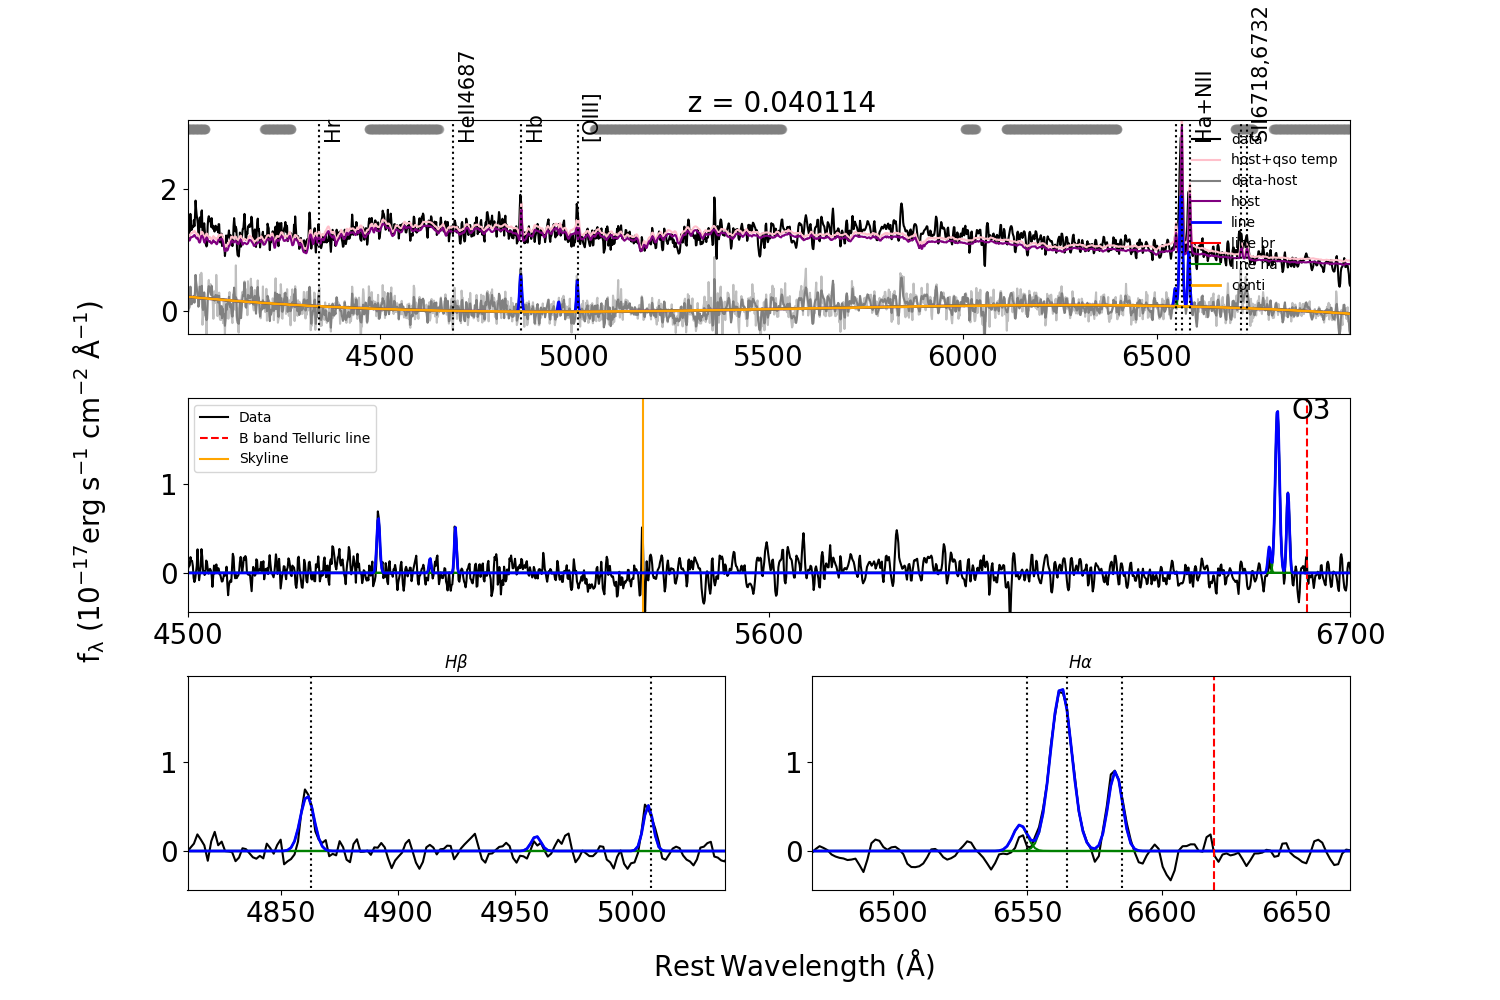 z = 0.040114
Hr
HeII4687
Hb
[OIII]
Ha+NII
SII6718,6732
data
host+qso temp
data-host
host
line
line br
line na
conti
2
0
4500 5000 5500 6000 6500
fλ (10⁻¹⁷erg s⁻¹ cm⁻² Å⁻¹)
Data
B band Telluric line
Skyline
O3
1
0
4500 5600 6700
Hβ
1
0
4850 4900 4950 5000
Hα
1
0
6500 6550 6600 6650
Rest Wavelength (Å)